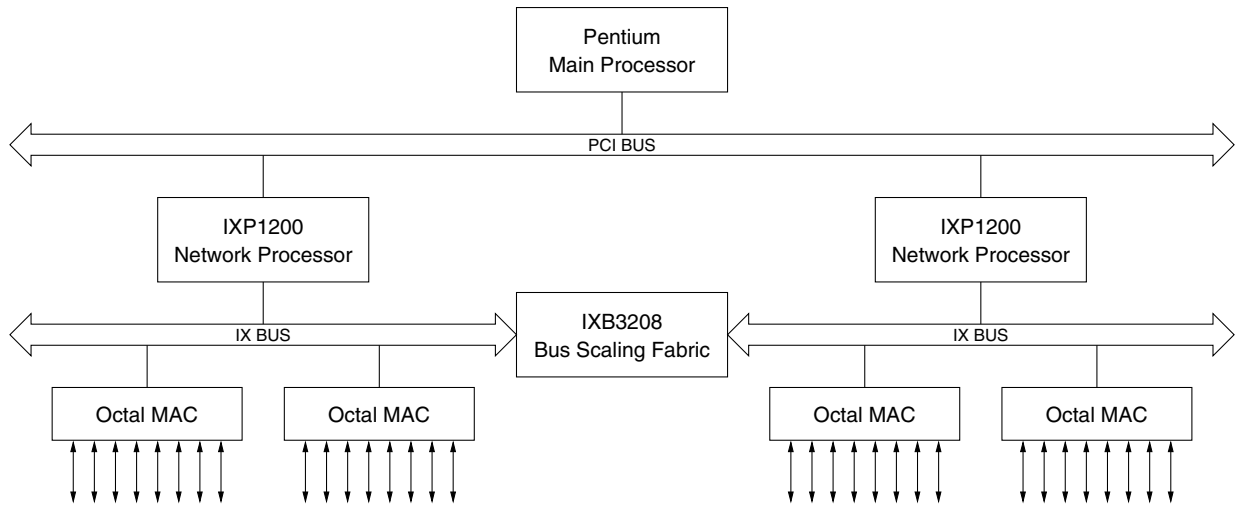 Pentium
Main Processor
PCI BUS
IXP1200
Network Processor
IXP1200
Network Processor
IX BUS
IXB3208
Bus Scaling Fabric
IX BUS
Octal MAC
Octal MAC
Octal MAC
Octal MAC